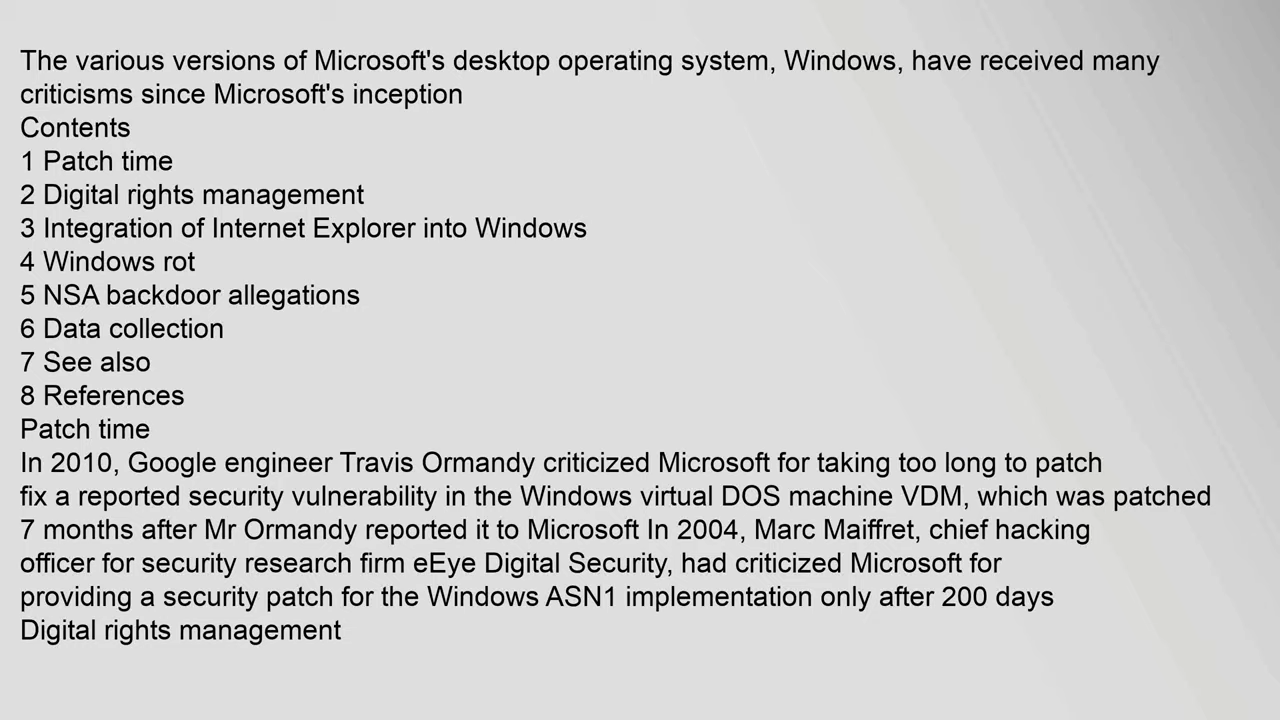 The various versions of Microsoft's desktop operating system, Windows, have received many
criticisms since Microsoft's inception
Contents
1 Patch time
2 Digital rights management
3 Integration of Internet Explorer into Windows
4 Windows rot
5 NSA backdoor allegations
6 Data collection
7 See also
8 References
Patch time
In 2010, Google engineer Travis Ormandy criticized Microsoft for taking too long to patch
fix a reported security vulnerability in the Windows virtual DOS machine VDM, which was patched
7 months after Mr Ormandy reported it to Microsoft In 2004, Marc Maiffret, chief hacking
officer for security research firm eEye Digital Security, had criticized Microsoft for
providing a security patch for the Windows ASN1 implementation only after 200 days
Digital rights management